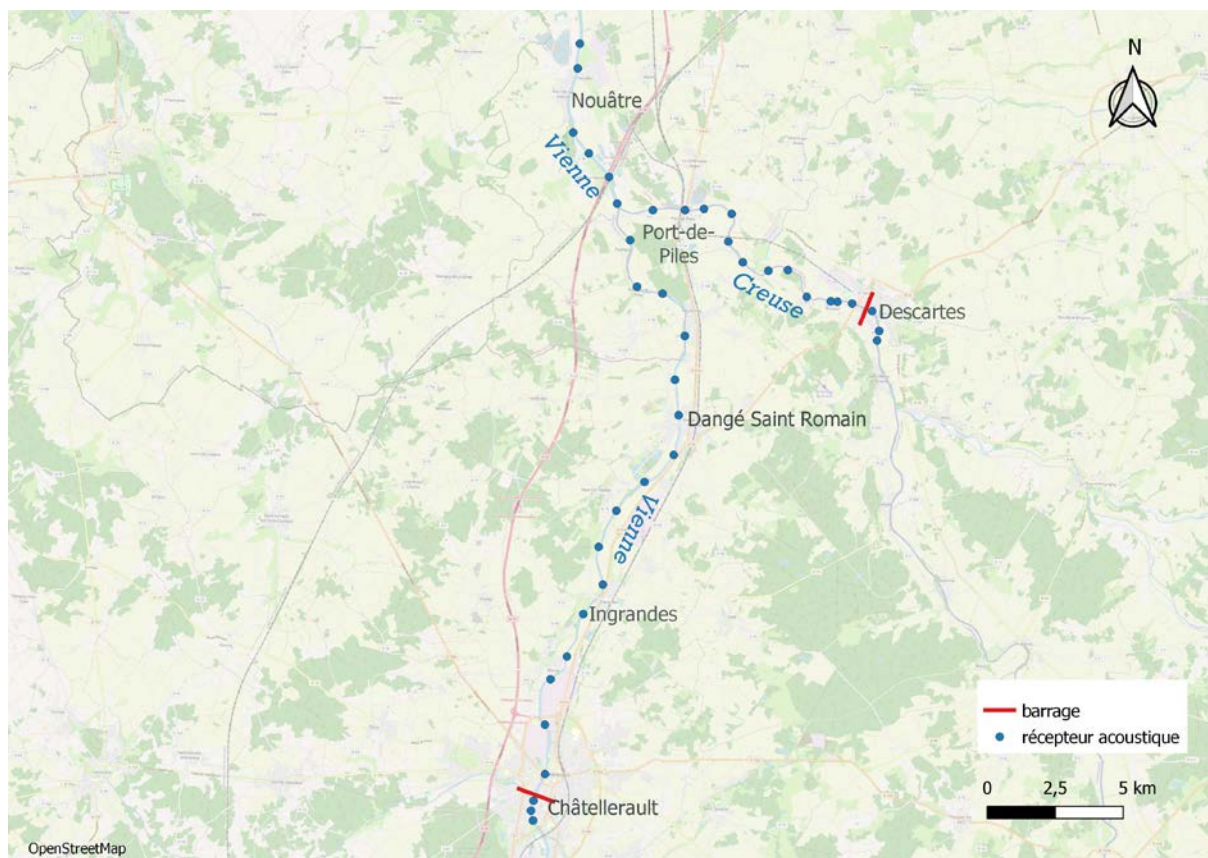 N
Nouâtre
Vienne
Port-de-
Piles
Creuse
Descartes
Dangé Saint Romain
Vienne
Ingrandes
barrage
récepteur acoustique
0 2,5 5 km
Châtellerault
OpenStreetMap